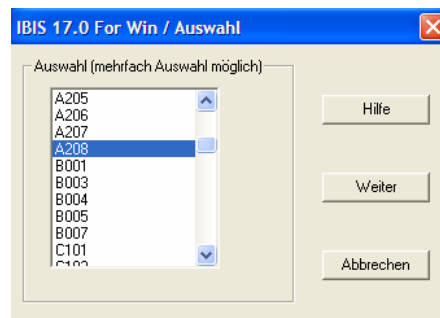 IBIS 17.0 For Win / Auswahl
Auswahl (mehrfach Auswahl möglich)
A205
A206
A207
A208
B001
B003
B004
B005
B007
C101
Hilfe
Weiter
Abbrechen